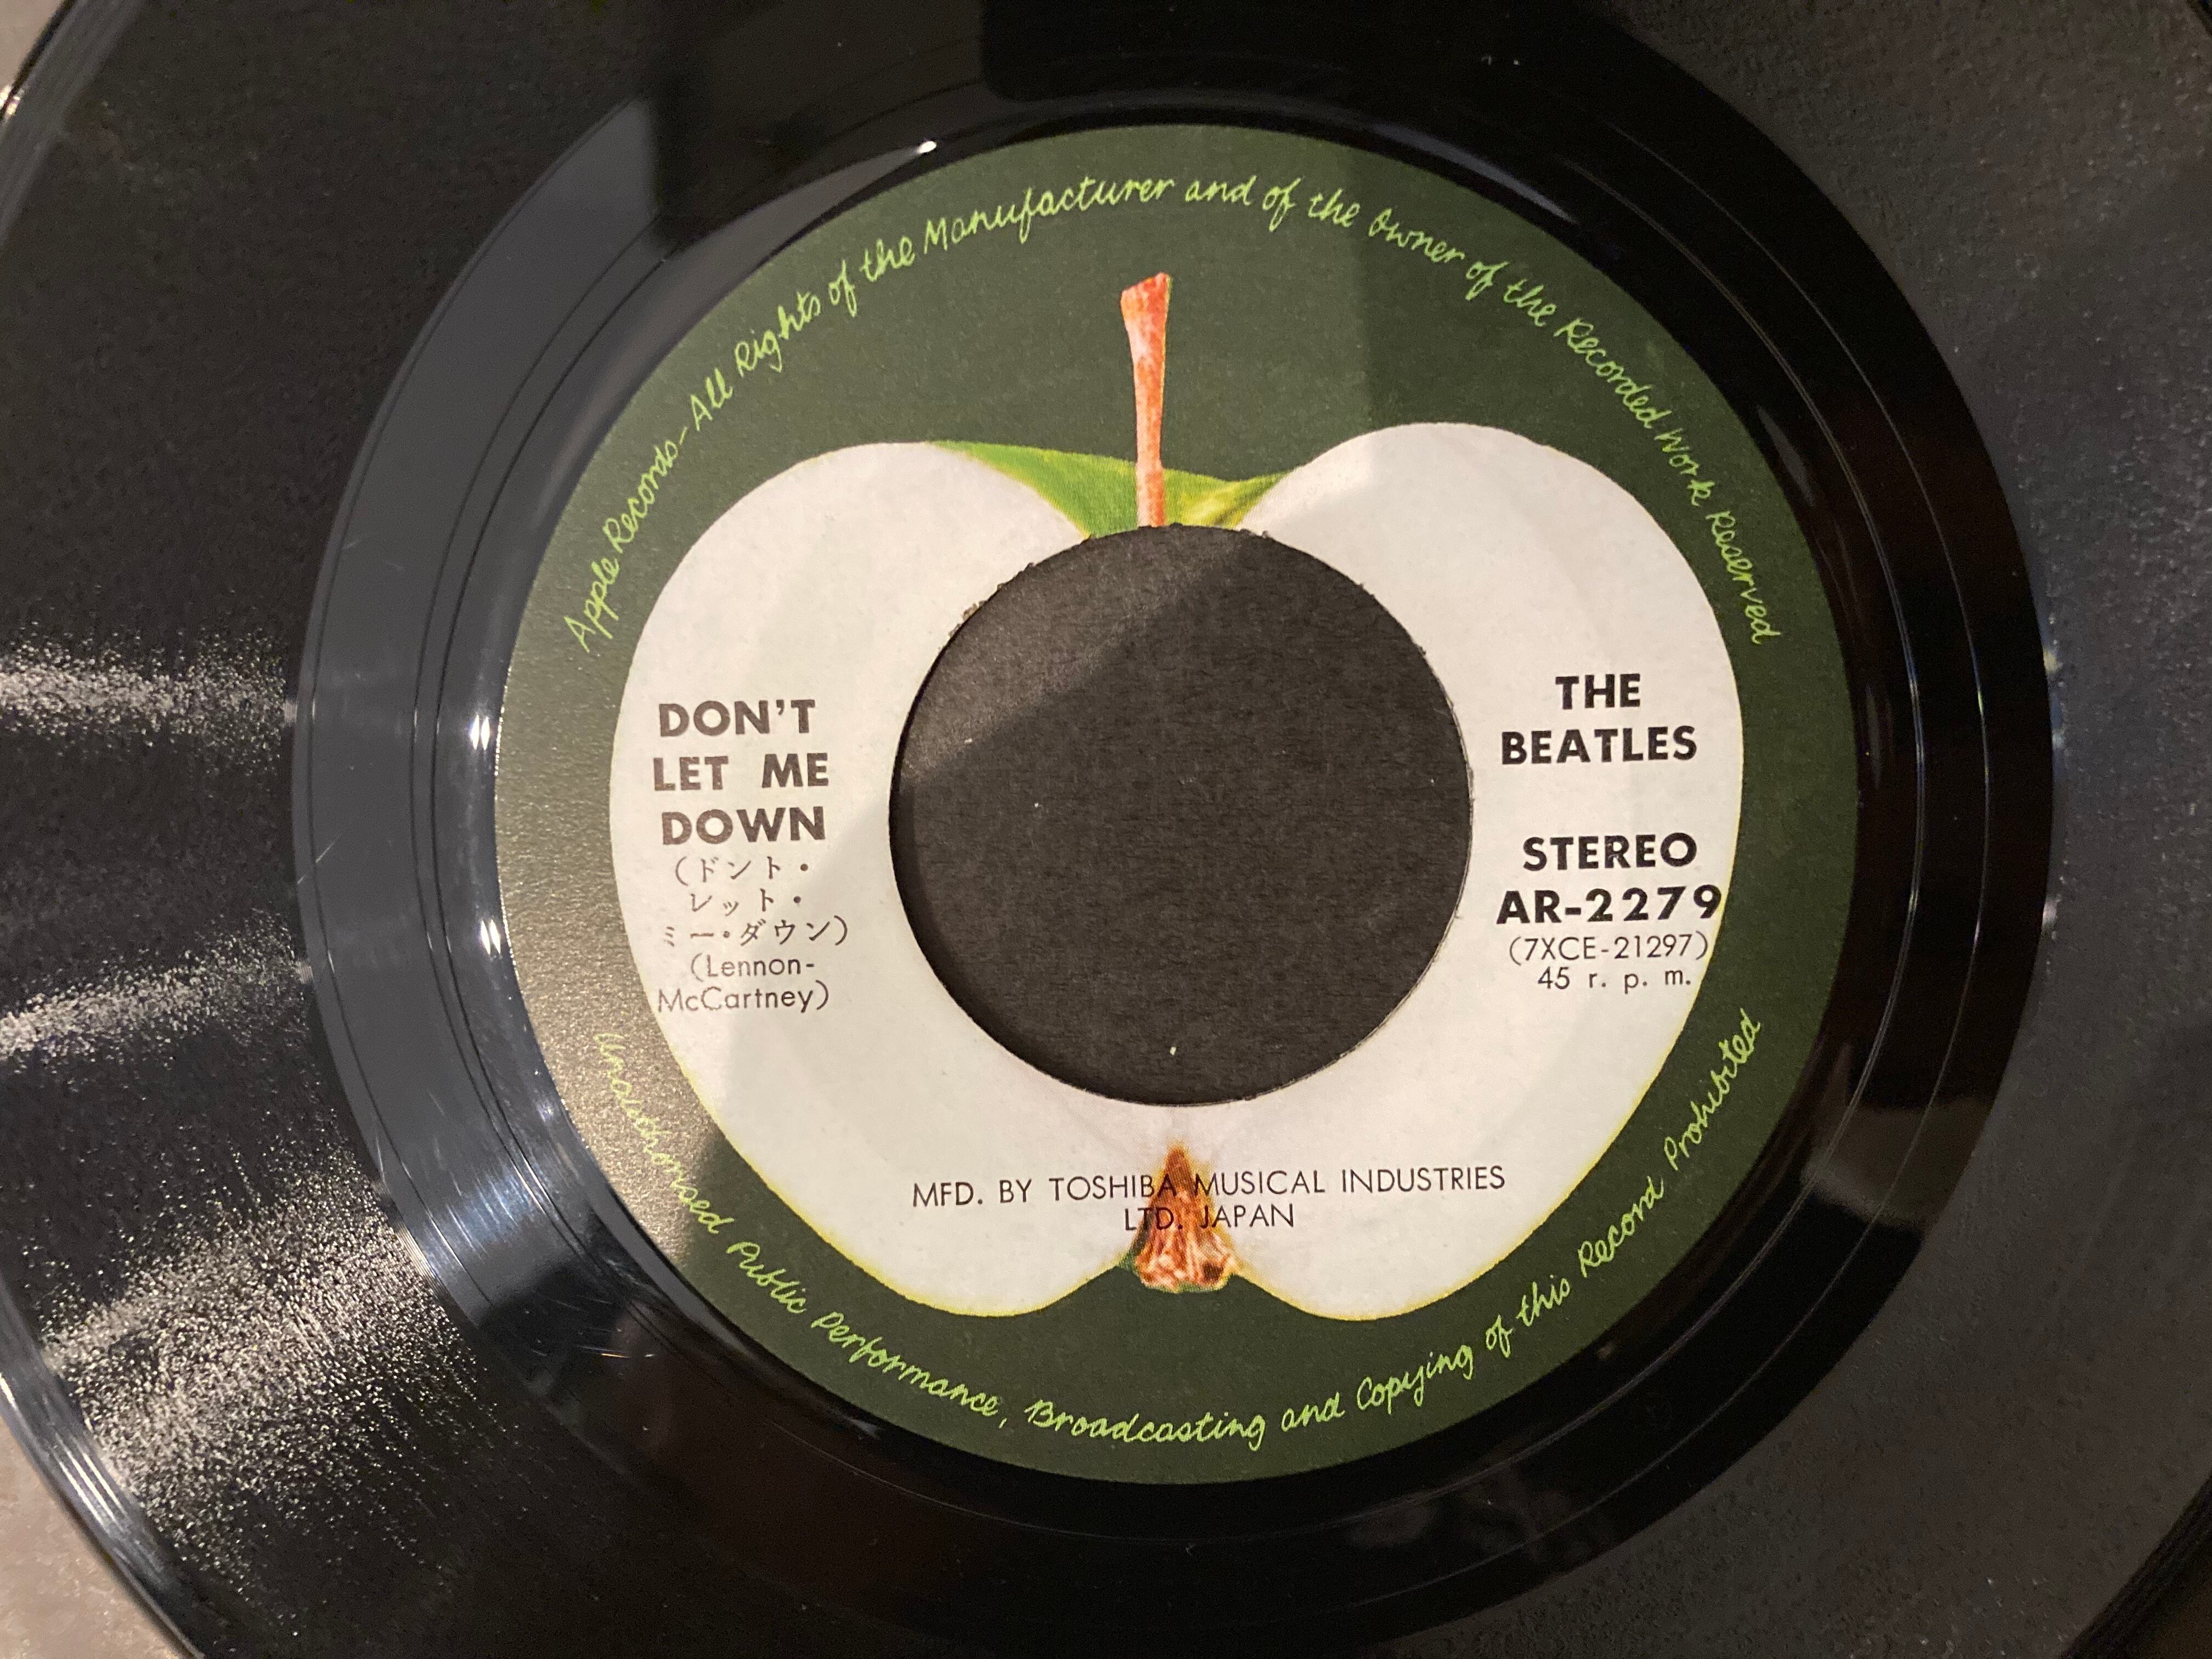 Apple Records-All Rights of the Manufacturer and of the Owner of the Recorded Work Reserved
DON'T
LET ME
DOWN
(ドント・
レット・
ミー・ダウン)
(Lennon-
McCartney)
THE
BEATLES
STEREO
AR-2279
(7XCE-21297)
45 r. p. m.
MFD. BY TOSHIBA MUSICAL INDUSTRIES
LTD. JAPAN
Unauthorised Public Performance, Broadcasting and Copying of this Record Prohibited